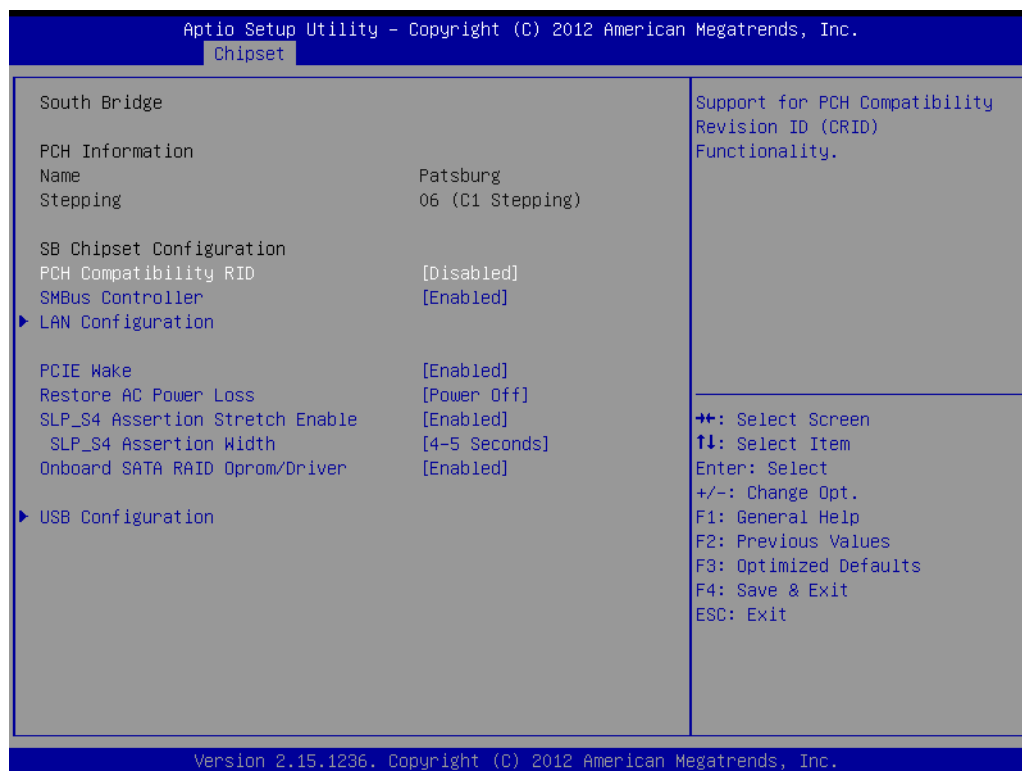 Aptio Setup Utility – Copyright (C) 2012 American Megatrends, Inc.
Chipset
South Bridge
PCH Information
Name Patsburg
Stepping 06 (C1 Stepping)
SB Chipset Configuration
PCH Compatibility RID [Disabled]
SMBus Controller [Enabled]
LAN Configuration
PCIE Wake [Enabled]
Restore AC Power Loss [Power Off]
SLP_S4 Assertion Stretch Enable [Enabled]
SLP_S4 Assertion Width [4-5 Seconds]
Onboard SATA RAID Oprom/Driver [Enabled]
USB Configuration
Support for PCH Compatibility
Revision ID (CRID)
Functionality.
→←: Select Screen
↑↓: Select Item
Enter: Select
+/-: Change Opt.
F1: General Help
F2: Previous Values
F3: Optimized Defaults
F4: Save & Exit
ESC: Exit
Version 2.15.1236. Copyright (C) 2012 American Megatrends, Inc.